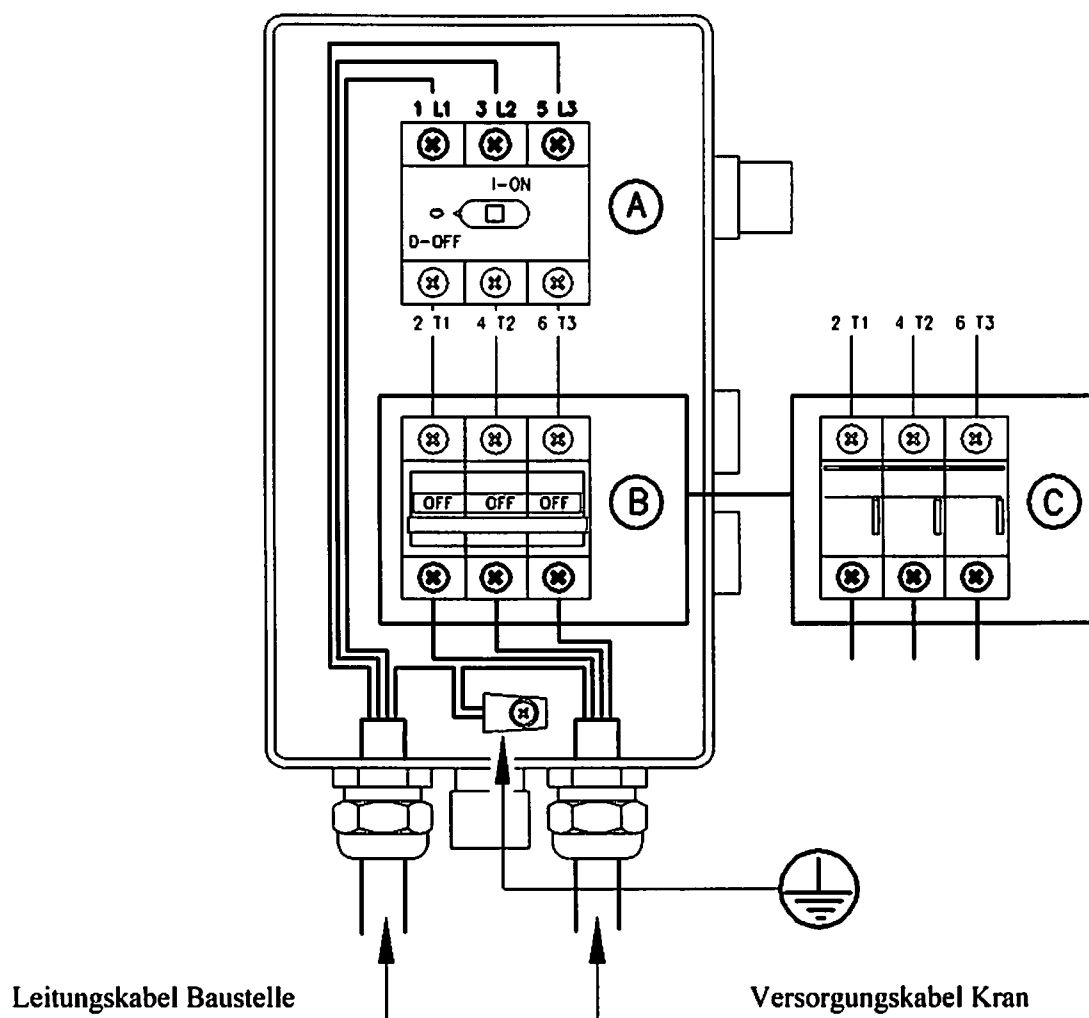 1 L1 3 L2 5 L3
I-ON
A
O-OFF
2 T1 4 T2 6 T3
2 T1 4 T2 6 T3
OFF OFF OFF
B
C
Leitungskabel Baustelle
Versorgungskabel Kran